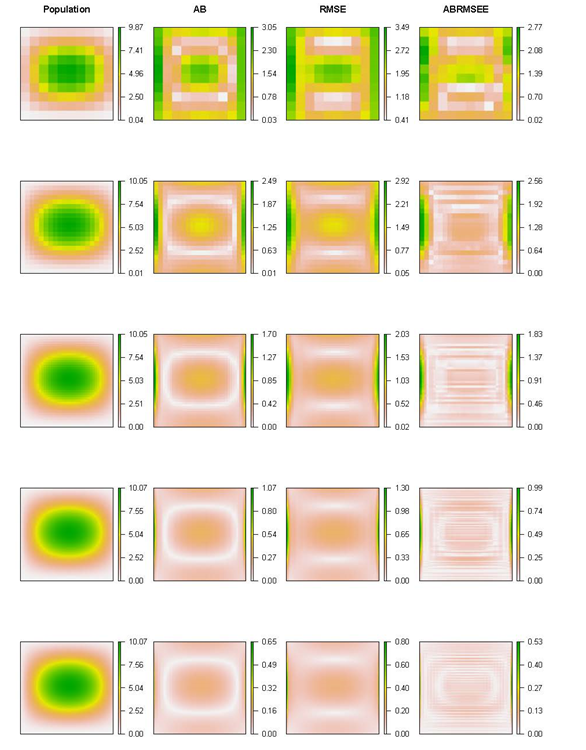 Population AB RMSE ABRMSEE
9.87 3.05 3.49 2.77
7.41 2.30 2.72 2.08
4.96 1.54 1.95 1.39
2.50 0.78 1.18 0.70
0.04 0.03 0.41 0.02
10.05 2.49 2.92 2.56
7.54 1.87 2.21 1.92
5.03 1.25 1.49 1.28
2.52 0.63 0.77 0.64
0.01 0.01 0.05 0.00
10.05 1.70 2.03 1.83
7.54 1.27 1.53 1.37
5.03 0.85 1.03 0.91
2.51 0.42 0.52 0.46
0.00 0.00 0.02 0.00
10.07 1.07 1.30 0.99
7.55 0.80 0.98 0.74
5.04 0.54 0.65 0.49
2.52 0.27 0.33 0.25
0.00 0.00 0.00 0.00
10.07 0.65 0.80 0.53
7.56 0.49 0.60 0.40
5.04 0.32 0.40 0.27
2.52 0.16 0.20 0.13
0.00 0.00 0.00 0.00